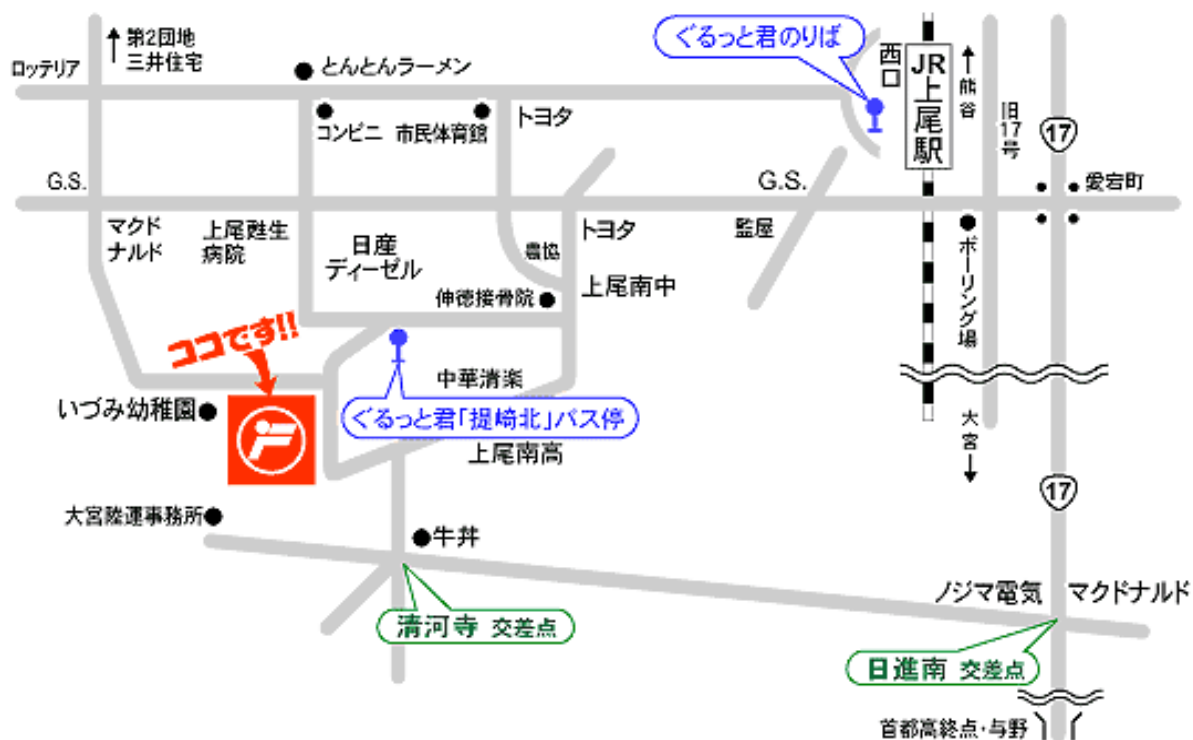 ぐるっと君のりば
第2団地
三井住宅
ロッテリア
とんとんラーメン
西口
JR上尾駅
熊谷
旧17号
17
コンビニ
市民体育館
トヨタ
G.S.
G.S.
愛宕町
マクド
ナルド
上尾甦生
病院
日産
ディーゼル
農協
トヨタ
監屋
ボーリング場
上尾南中
伸徳接骨院
ココです!!
中華清楽
いづみ幼稚園
ぐるっと君「提崎北」バス停
上尾南高
大宮
17
大宮陸運事務所
牛丼
ノジマ電気
マクドナルド
清河寺 交差点
日進南 交差点
首都高終点・与野